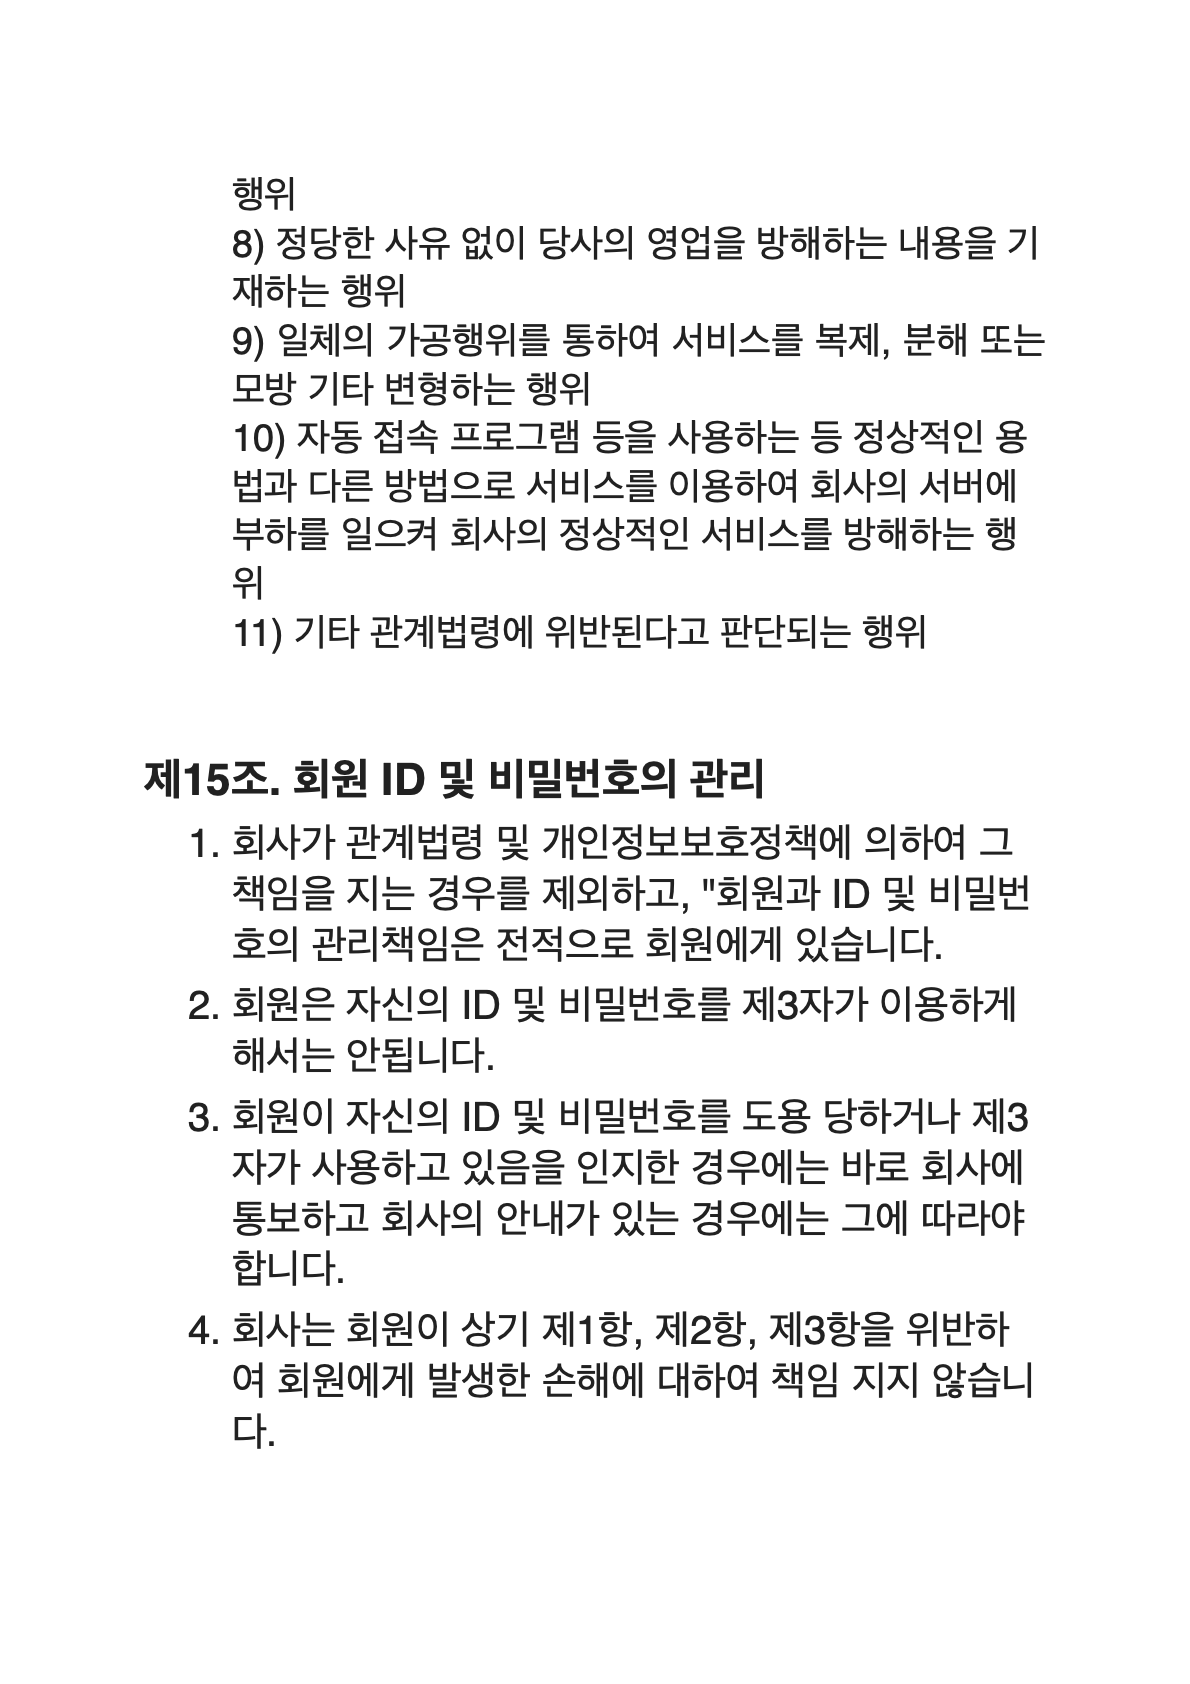 행위
8) 정당한 사유 없이 당사의 영업을 방해하는 내용을 기
재하는 행위
9) 일체의 가공행위를 통하여 서비스를 복제, 분해 또는
모방 기타 변형하는 행위
10) 자동 접속 프로그램 등을 사용하는 등 정상적인 용
법과 다른 방법으로 서비스를 이용하여 회사의 서버에
부하를 일으켜 회사의 정상적인 서비스를 방해하는 행
위
11) 기타 관계법령에 위반된다고 판단되는 행위
제15조. 회원 ID 및 비밀번호의 관리
1. 회사가 관계법령 및 개인정보보호정책에 의하여 그
책임을 지는 경우를 제외하고, "회원과 ID 및 비밀번
호의 관리책임은 전적으로 회원에게 있습니다.
2. 회원은 자신의 ID 및 비밀번호를 제3자가 이용하게
해서는 안됩니다.
3. 회원이 자신의 ID 및 비밀번호를 도용 당하거나 제3
자가 사용하고 있음을 인지한 경우에는 바로 회사에
통보하고 회사의 안내가 있는 경우에는 그에 따라야
합니다.
4. 회사는 회원이 상기 제1항, 제2항, 제3항을 위반하
여 회원에게 발생한 손해에 대하여 책임 지지 않습니
다.